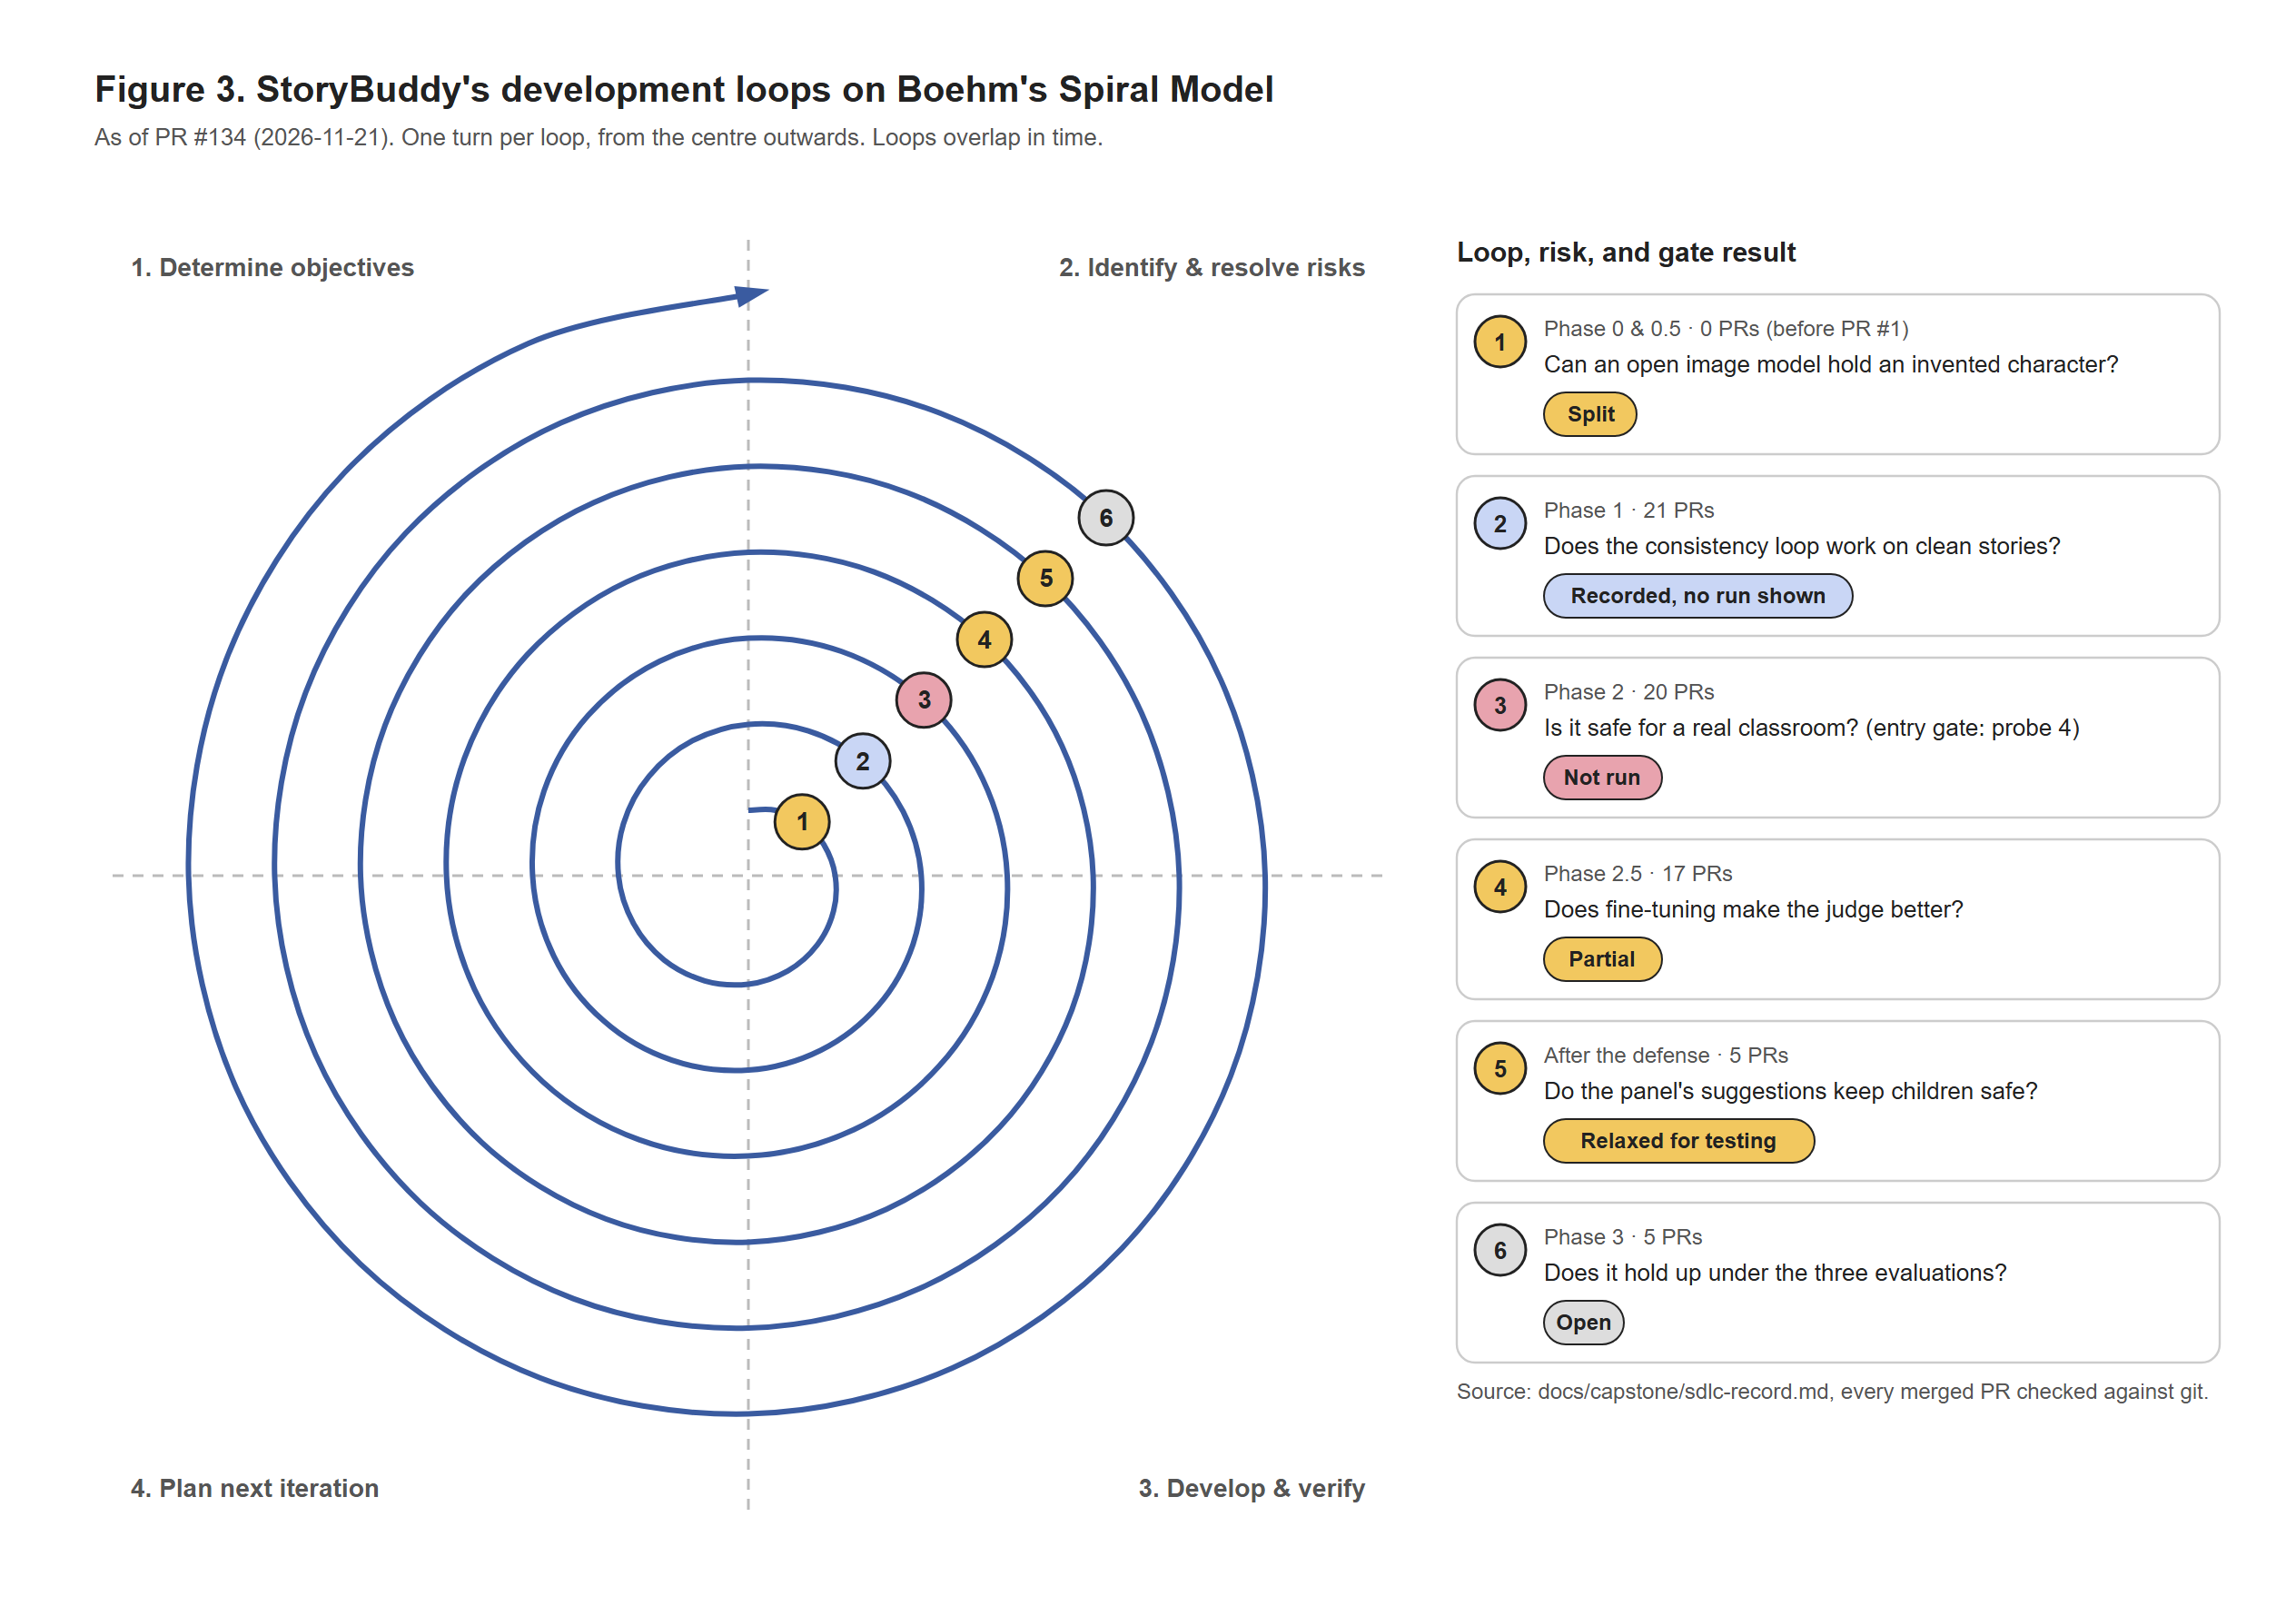 Figure 3. StoryBuddy's development loops on Boehm's Spiral Model
As of PR #134 (2026-11-21). One turn per loop, from the centre outwards. Loops overlap in time.
1. Determine objectives
2. Identify & resolve risks
6
5
4
3
2
1
4. Plan next iteration
3. Develop & verify
Loop, risk, and gate result
1
Phase 0 & 0.5 · 0 PRs (before PR #1)
Can an open image model hold an invented character?
Split
2
Phase 1 · 21 PRs
Does the consistency loop work on clean stories?
Recorded, no run shown
3
Phase 2 · 20 PRs
Is it safe for a real classroom? (entry gate: probe 4)
Not run
4
Phase 2.5 · 17 PRs
Does fine-tuning make the judge better?
Partial
5
After the defense · 5 PRs
Do the panel's suggestions keep children safe?
Relaxed for testing
6
Phase 3 · 5 PRs
Does it hold up under the three evaluations?
Open
Source: docs/capstone/sdlc-record.md, every merged PR checked against git.